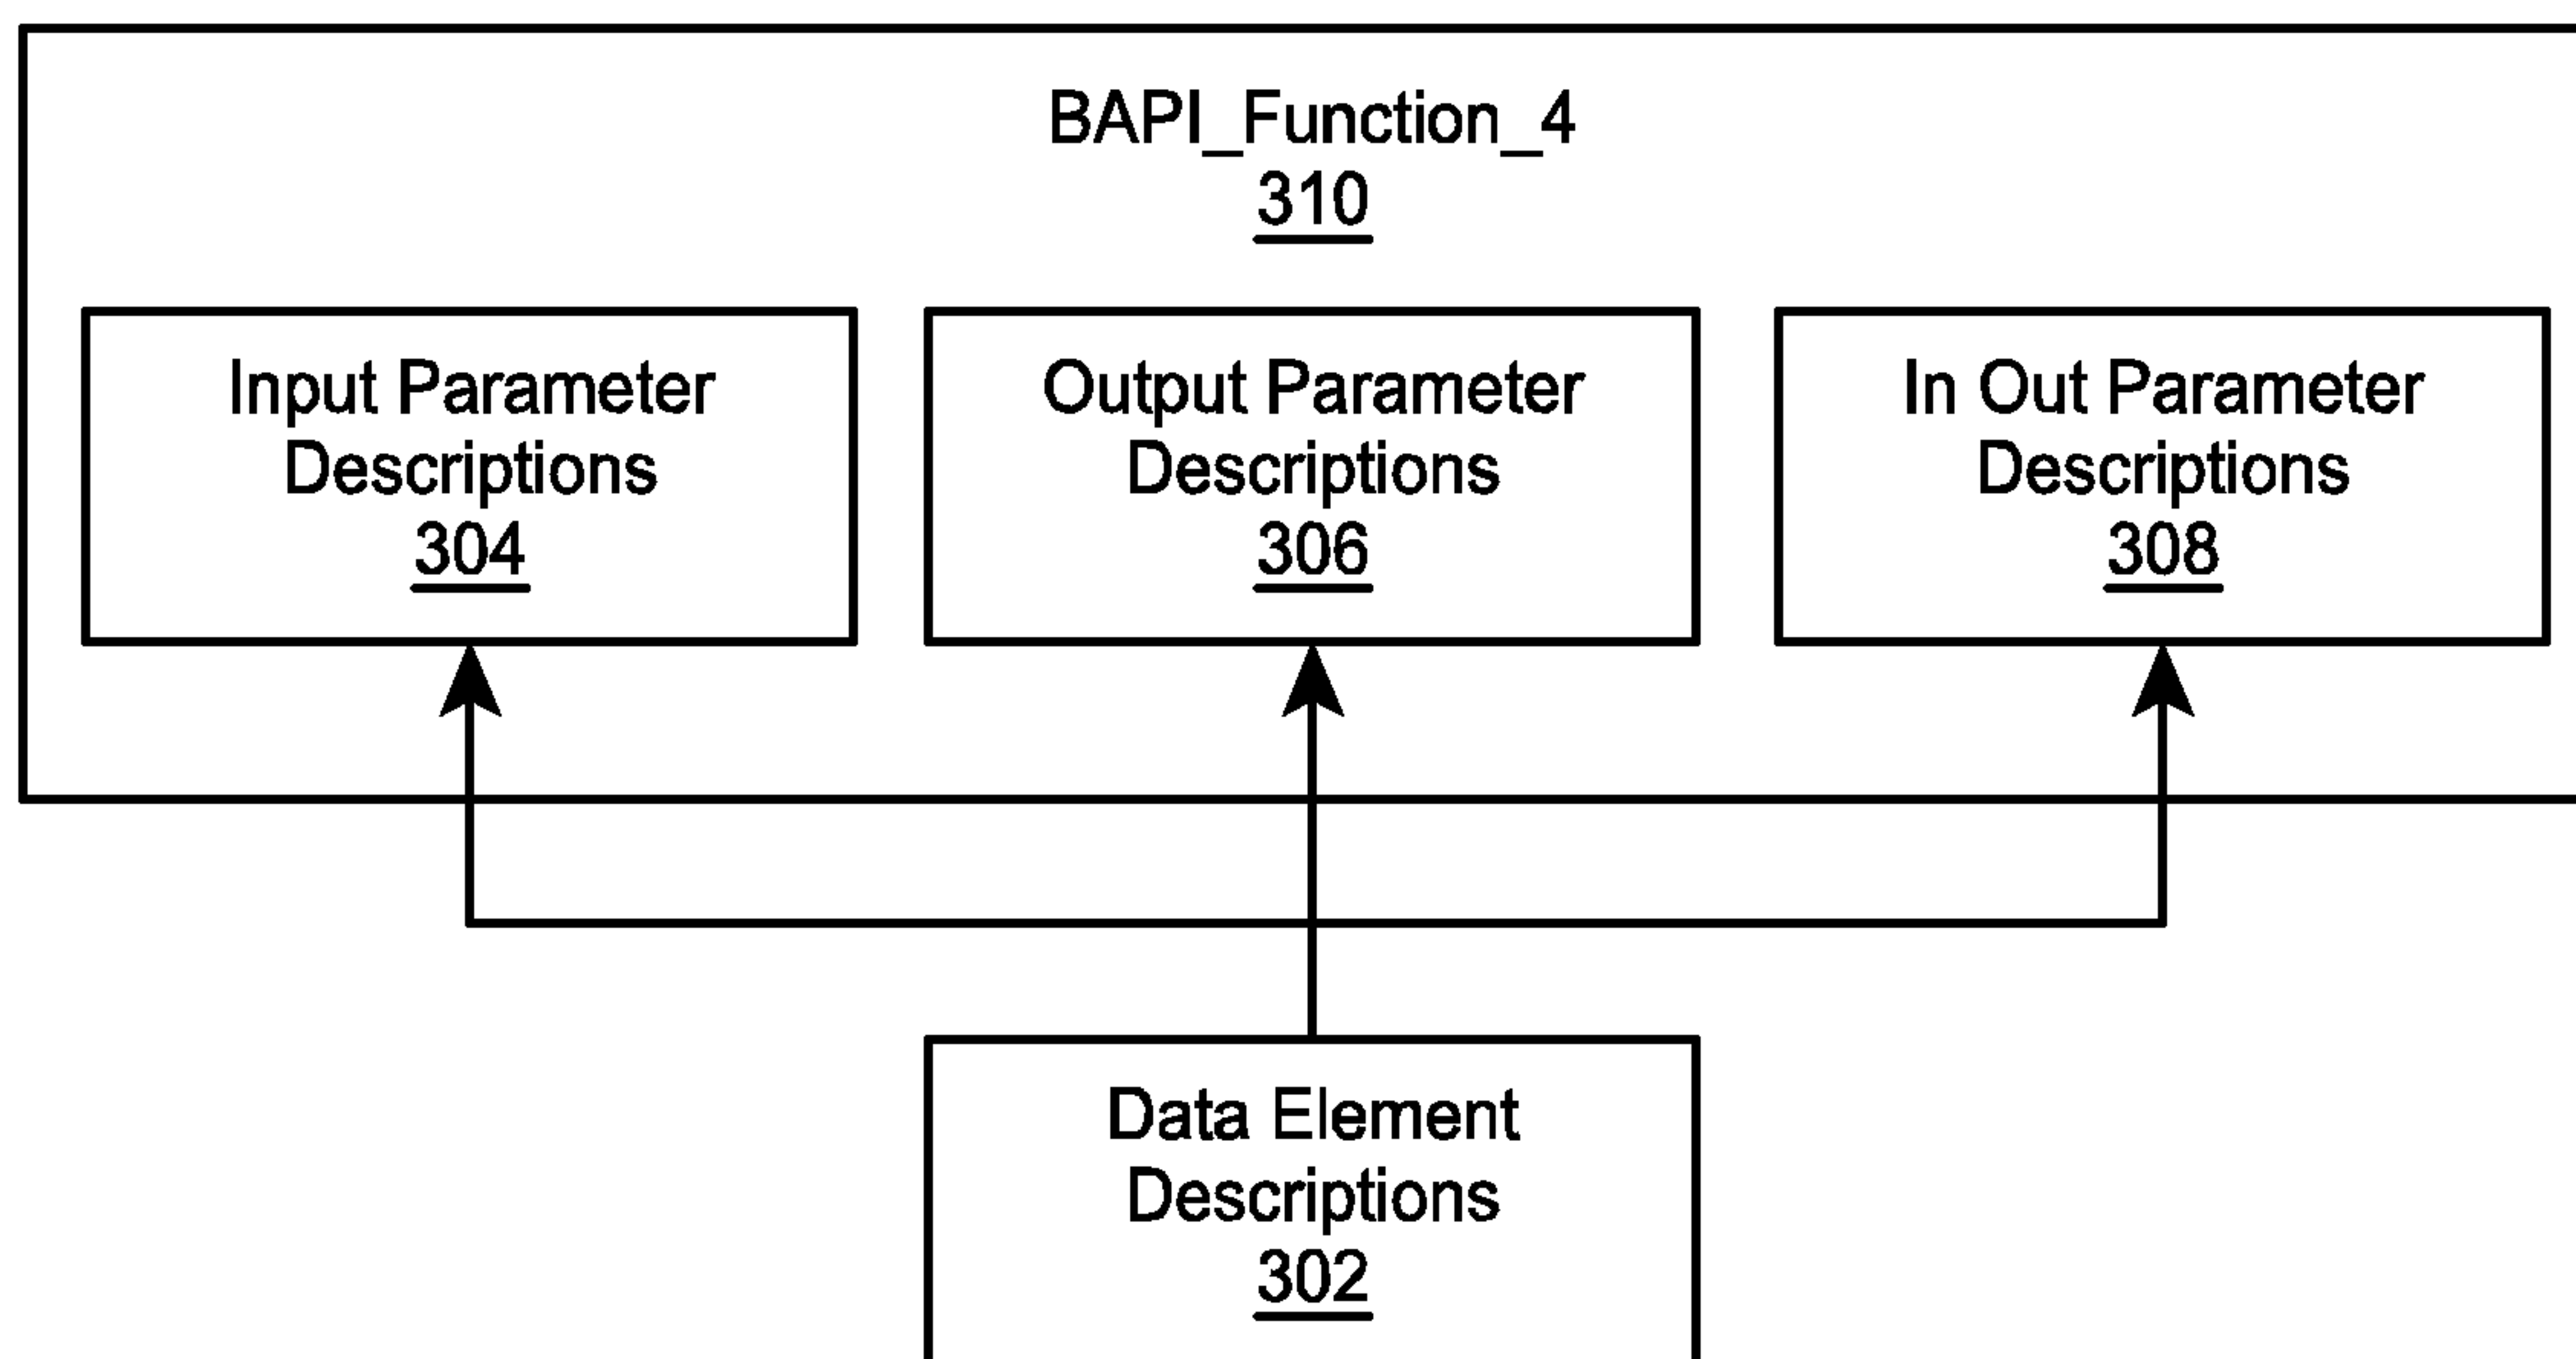 BAPI_Function_4
310
Input Parameter
Descriptions
304
Output Parameter
Descriptions
306
In Out Parameter
Descriptions
308
Data Element
Descriptions
302